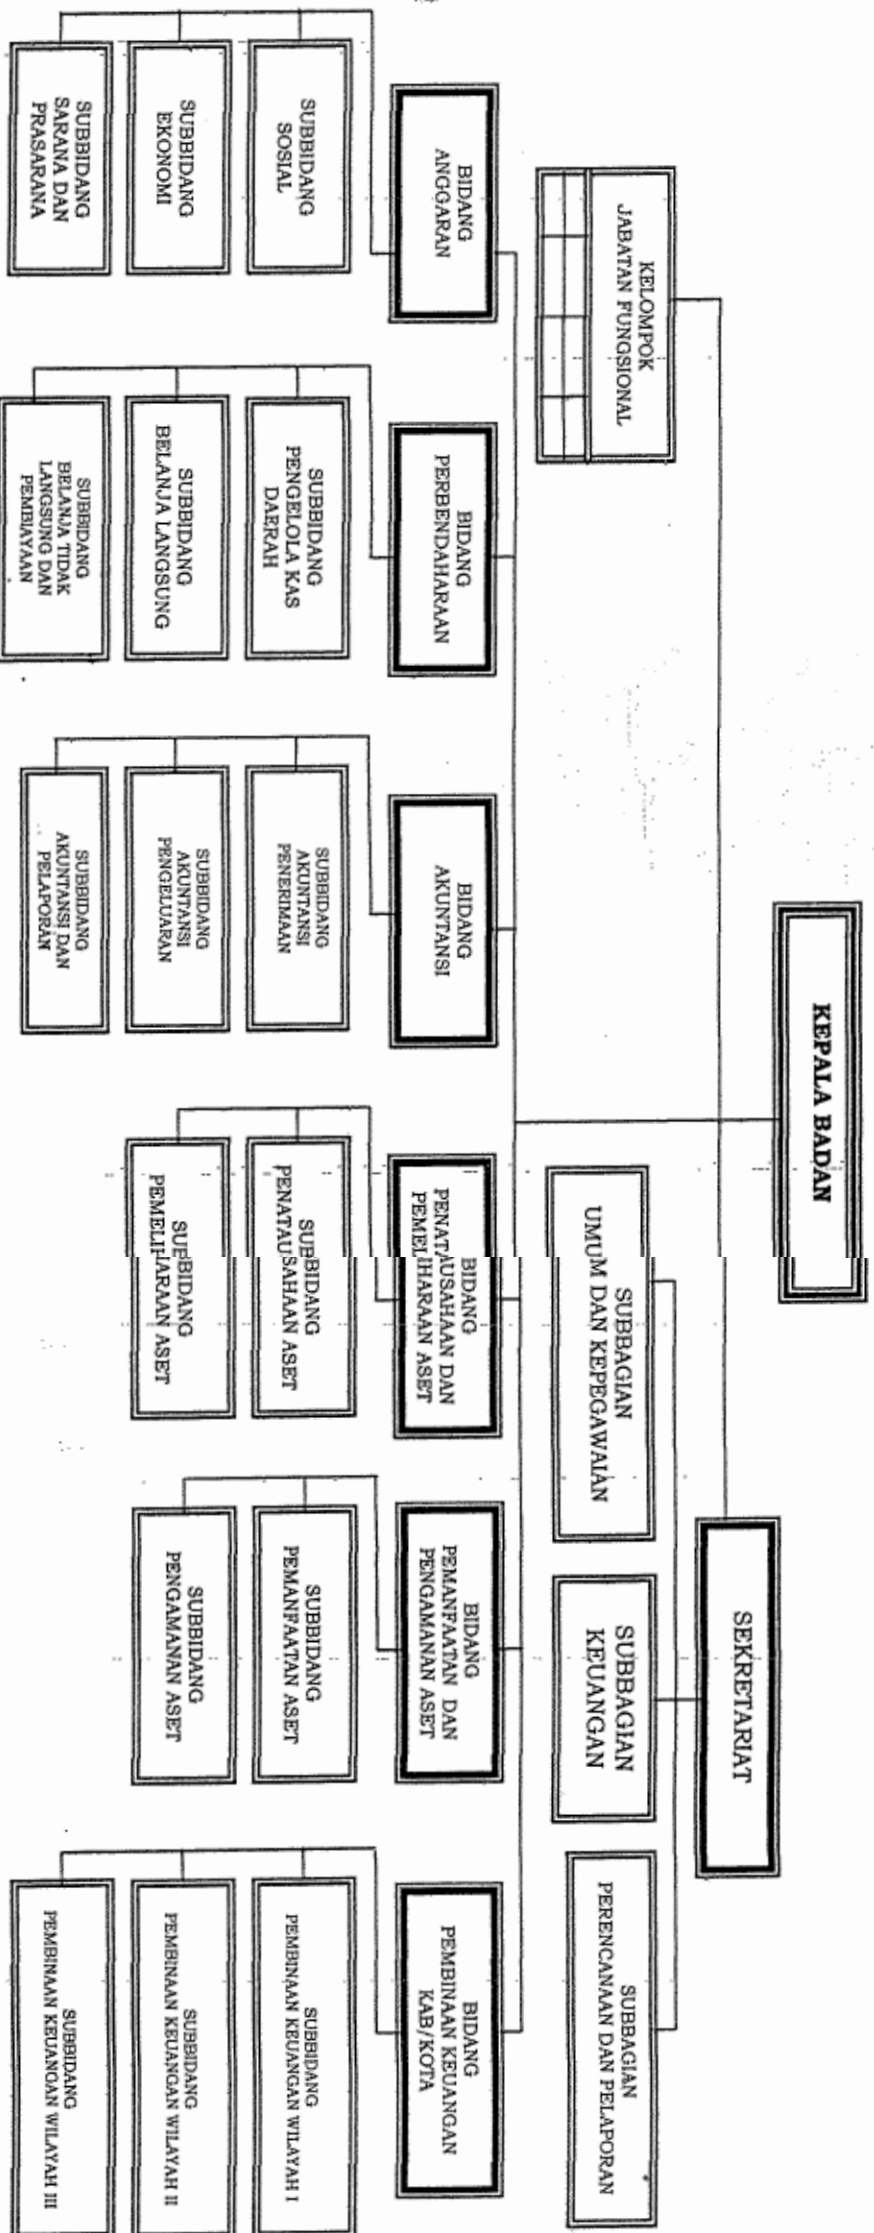 KEPALA BADAN
SEKRETARIAT
KELOMPOK
JABATAN FUNGSIONAL
SUBBAGIAN
UMUM DAN KEPEGAWAIAN
SUBBAGIAN
KEUANGAN
SUBBAGIAN
PERENCANAAN DAN PELAPORAN
BIDANG
ANGGARAN
BIDANG
PERBENDAHARAAN
BIDANG
AKUNTANSI
BIDANG
PENATAUSAHAAN DAN
PEMELIHARAAN ASET
BIDANG
PEMANFAATAN DAN
PENGAMANAN ASET
BIDANG
PEMBINAAN KEUANGAN
KAB/KOTA
SUBBIDANG
SOSIAL
SUBBIDANG
PENGELOLA KAS
DAERAH
SUBBIDANG
AKUNTANSI
PENERIMAAN
SUBBIDANG
PENATAUSAHAAN ASET
SUBBIDANG
PEMANFAATAN ASET
SUBBIDANG
PEMBINAAN KEUANGAN WILAYAH I
SUBBIDANG
EKONOMI
SUBBIDANG
BELANJA LANGSUNG
SUBBIDANG
AKUNTANSI
PENGELUARAN
SUBBIDANG
PEMELIHARAAN ASET
SUBBIDANG
PENGAMANAN ASET
SUBBIDANG
PEMBINAAN KEUANGAN WILAYAH II
SUBBIDANG
SARANA DAN
PRASARANA
SUBBIDANG
BELANJA TIDAK
LANGSUNG DAN
PEMBIAYAAN
SUBBIDANG
AKUNTANSI DAN
PELAPORAN
SUBBIDANG
PEMBINAAN KEUANGAN WILAYAH III